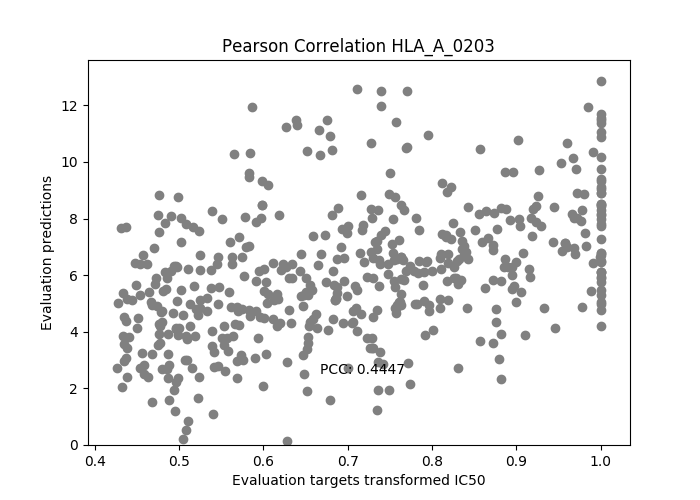 Pearson Correlation HLA_A_0203
Evaluation predictions
12
10
8
6
4
2
0
PCC: 0.4447
0.4 0.5 0.6 0.7 0.8 0.9 1.0
Evaluation targets transformed IC50